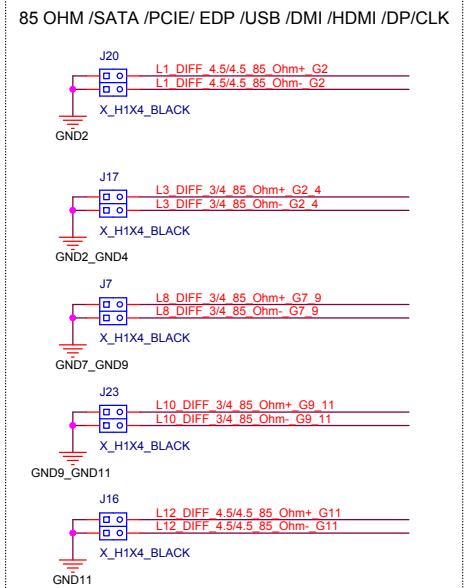 85 OHM /SATA /PCIE/ EDP /USB /DMI /HDMI /DP/CLK
J20
L1_DIFF_4.5/4.5_85_Ohm+_G2
L1_DIFF_4.5/4.5_85_Ohm-_G2
X_H1X4_BLACK
GND2
J17
L3_DIFF_3/4_85_Ohm+_G2_4
L3_DIFF_3/4_85_Ohm-_G2_4
X_H1X4_BLACK
GND2_GND4
J7
L8_DIFF_3/4_85_Ohm+_G7_9
L8_DIFF_3/4_85_Ohm-_G7_9
X_H1X4_BLACK
GND7_GND9
J23
L10_DIFF_3/4_85_Ohm+_G9_11
L10_DIFF_3/4_85_Ohm-_G9_11
X_H1X4_BLACK
GND9_GND11
J16
L12_DIFF_4.5/4.5_85_Ohm+_G11
L12_DIFF_4.5/4.5_85_Ohm-_G11
X_H1X4_BLACK
GND11